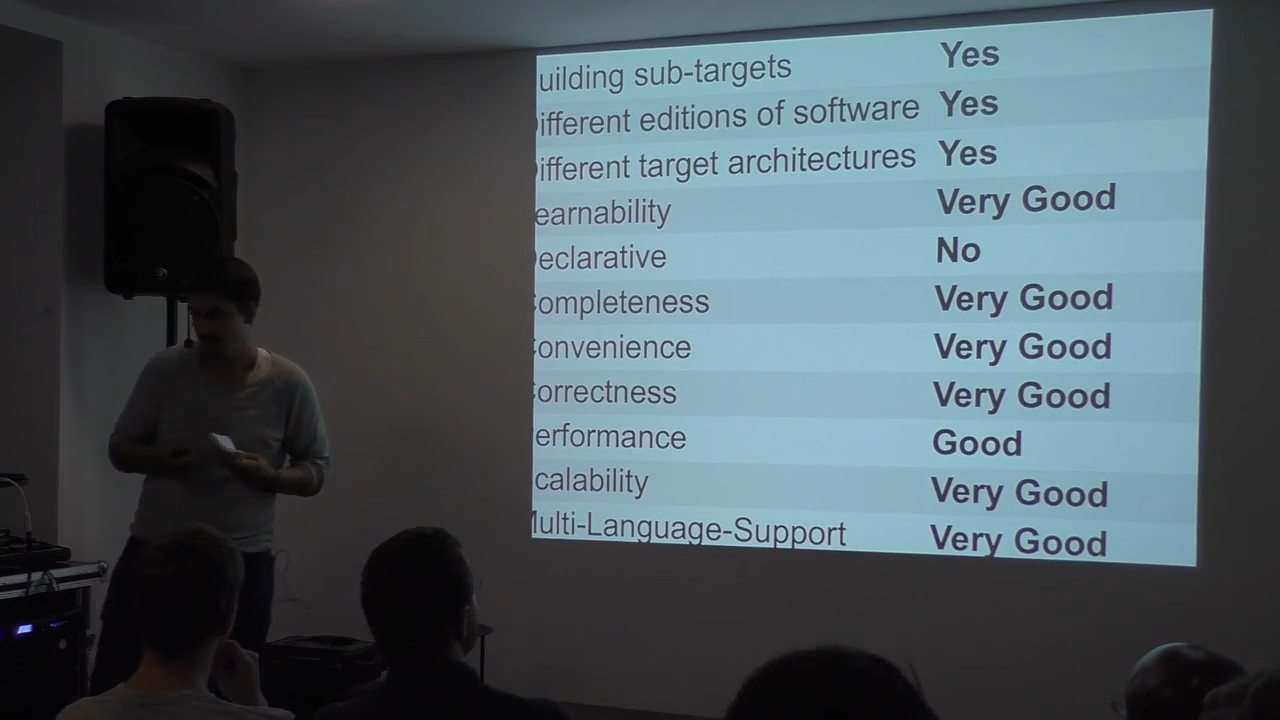 uilding sub-targets Yes
ifferent editions of software Yes
ifferent target architectures Yes
earnability Very Good
eclarative No
ompleteness Very Good
onvenience Very Good
orrectness Very Good
erformance Good
calability Very Good
Multi-Language-Support Very Good